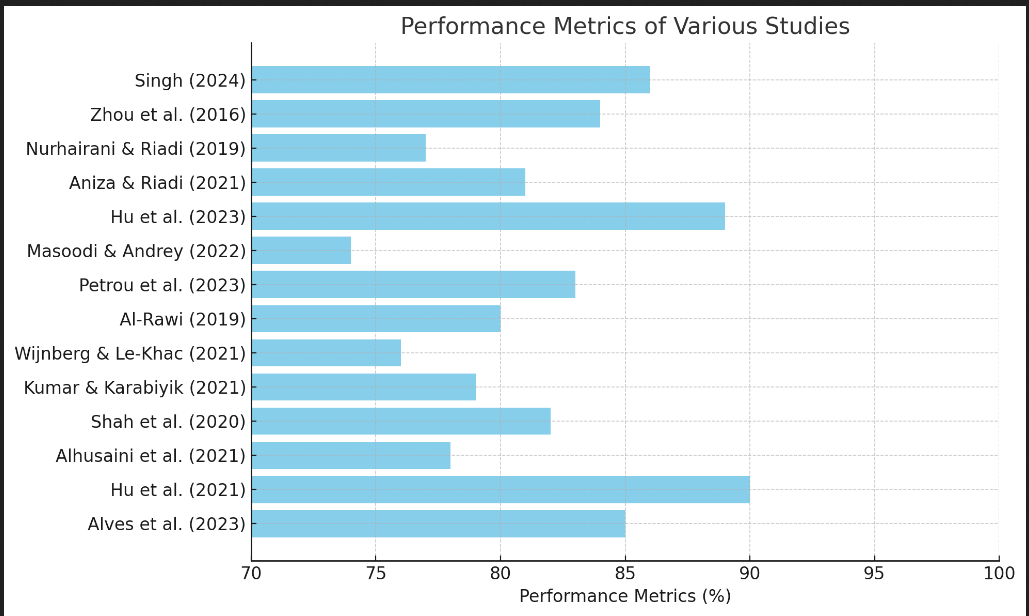 Performance Metrics of Various Studies
Singh (2024)
Zhou et al. (2016)
Nurhairani & Riadi (2019)
Aniza & Riadi (2021)
Hu et al. (2023)
Masoodi & Andrey (2022)
Petrou et al. (2023)
Al-Rawi (2019)
Wijnberg & Le-Khac (2021)
Kumar & Karabiyik (2021)
Shah et al. (2020)
Alhusaini et al. (2021)
Hu et al. (2021)
Alves et al. (2023)
70 75 80 85 90 95 100
Performance Metrics (%)